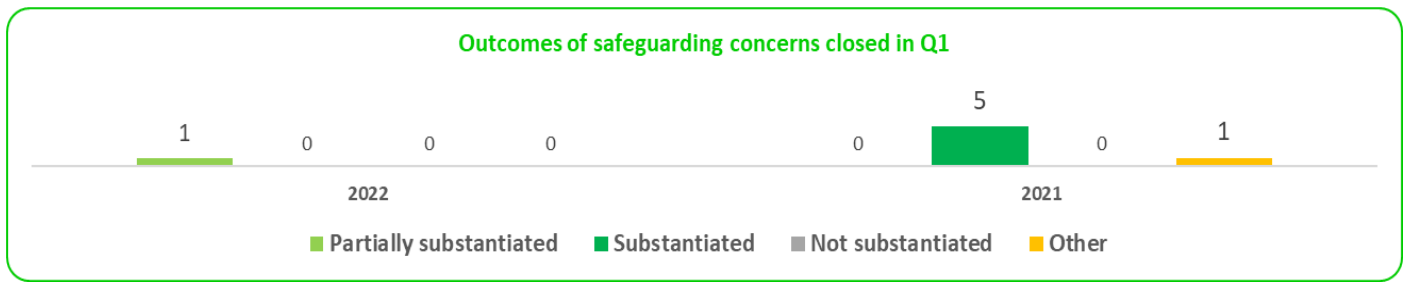 Outcomes of safeguarding concerns closed in Q1
1 0 0 0 0 5 0 1
2022 2021
Partially substantiated Substantiated Not substantiated Other